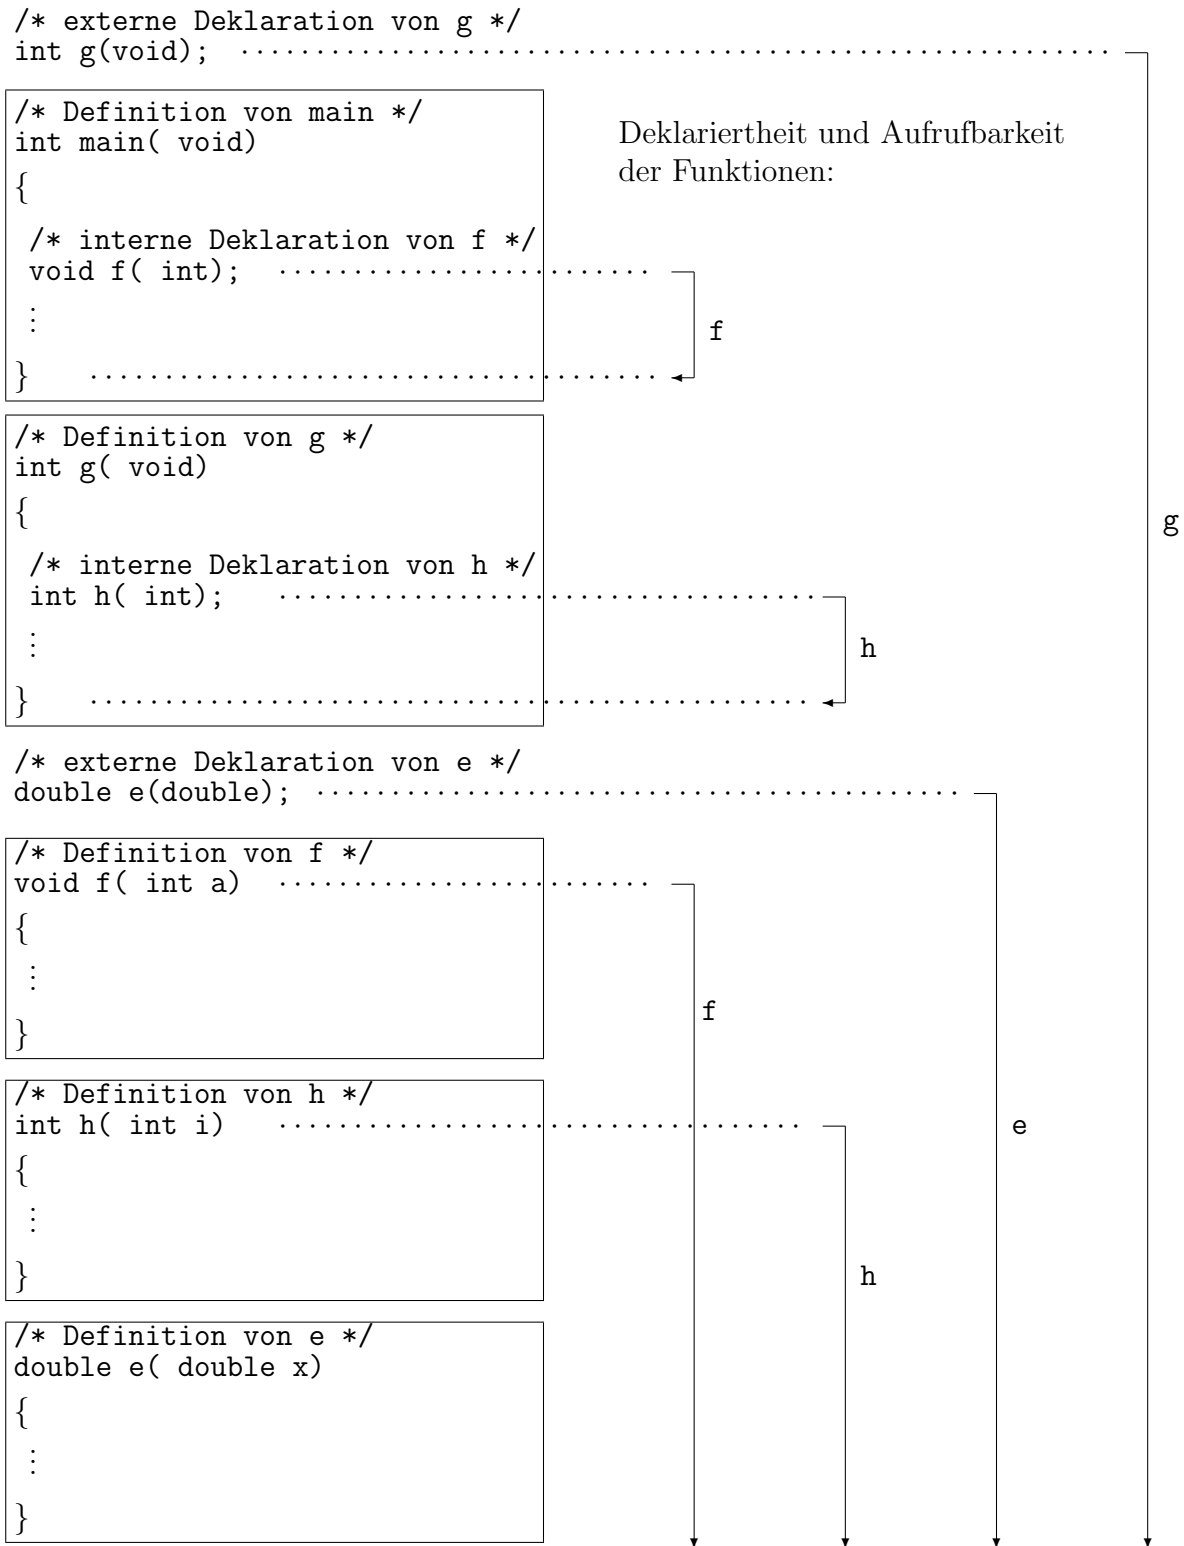 /* externe Deklaration von g */
int g(void);
/* Definition von main */
int main( void)
Deklariertheit und Aufrufbarkeit
der Funktionen:
{
/* interne Deklaration von f */
void f( int);
⋮
f
}
/* Definition von g */
int g( void)
{
g
/* interne Deklaration von h */
int h( int);
⋮
h
}
/* externe Deklaration von e */
double e(double);
/* Definition von f */
void f( int a)
{
⋮
f
}
/* Definition von h */
int h( int i)
e
{
⋮
}
h
/* Definition von e */
double e( double x)
{
⋮
}